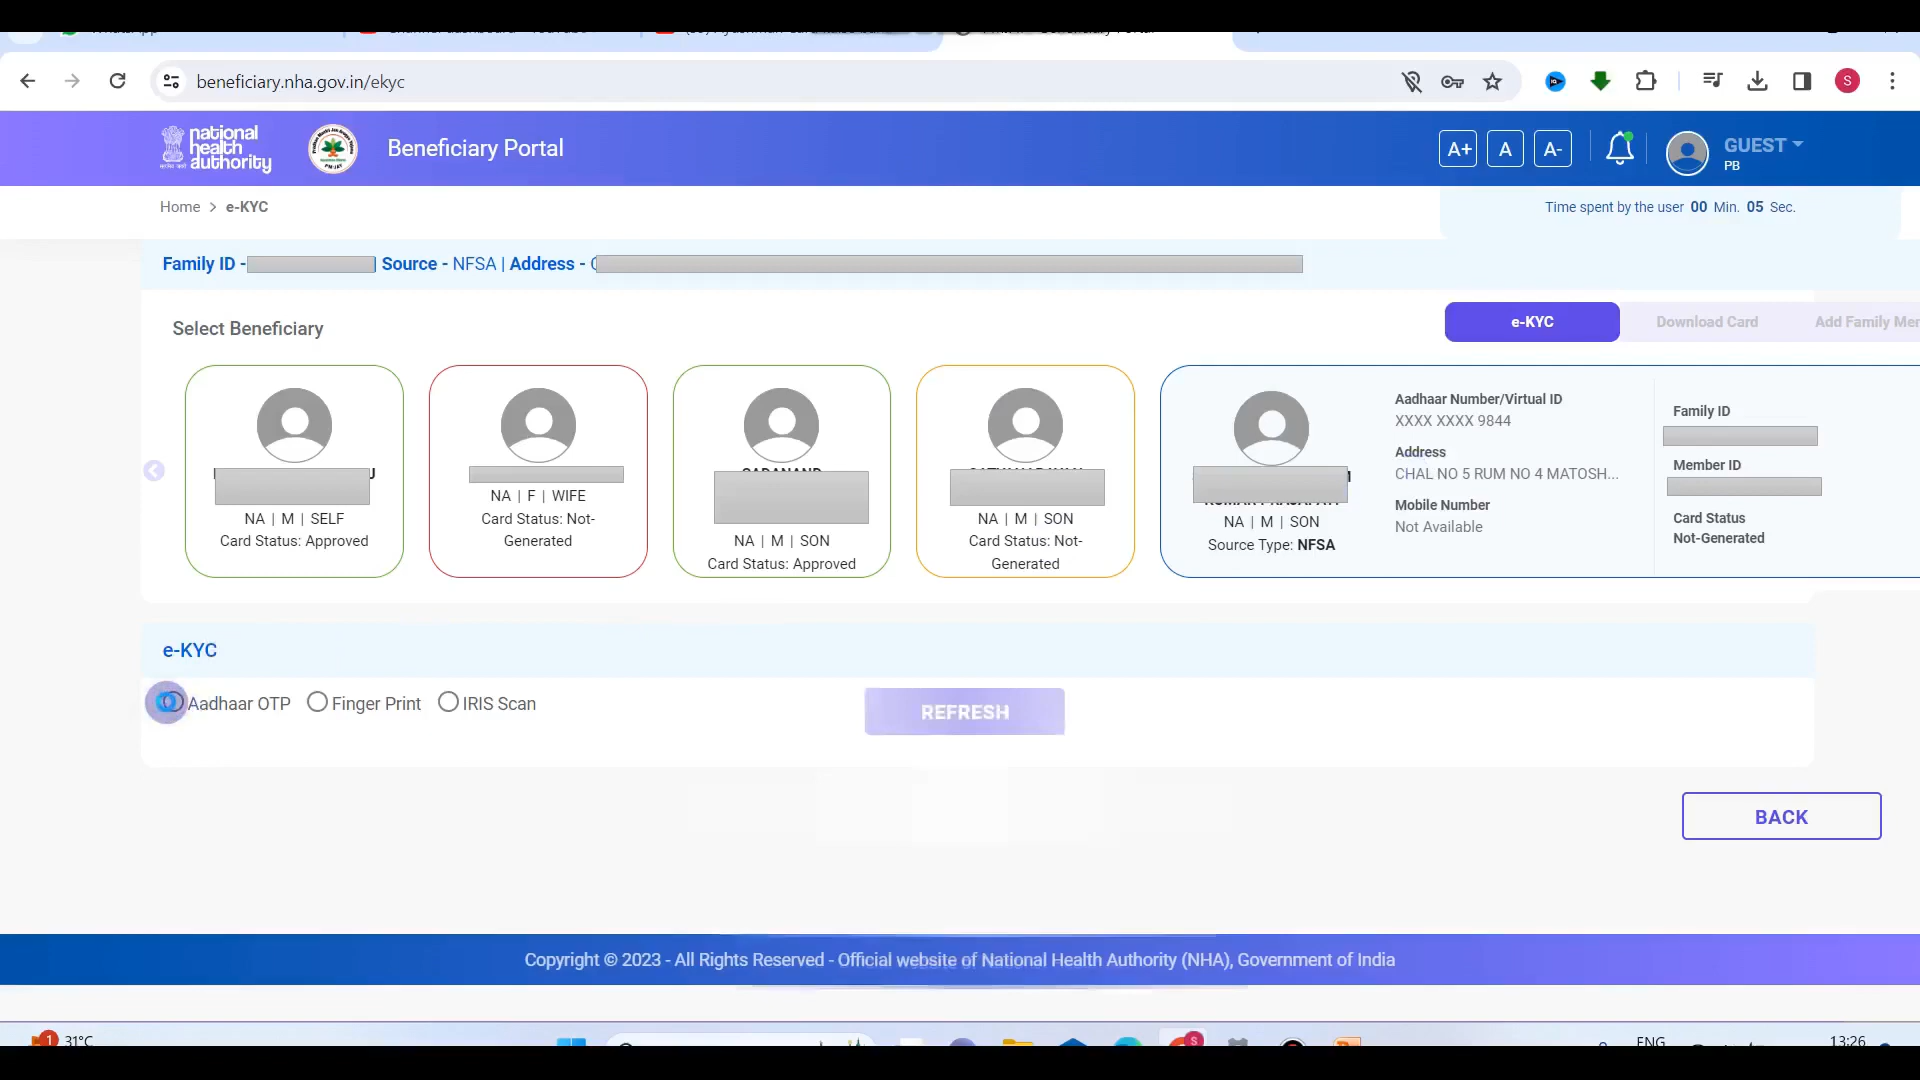 beneficiary.nha.gov.in/ekyc
S
national
health
authority
Beneficiary Portal
A+ A A-
GUEST
PB
Home > e-KYC
Time spent by the user 00 Min. 05 Sec.
Family ID - | Source - NFSA | Address -
Select Beneficiary
e-KYC
Download Card
Add Family Mem
NA | M | SELF
Card Status: Approved
NA | F | WIFE
Card Status: Not-
Generated
NA | M | SON
Card Status: Approved
NA | M | SON
Card Status: Not-
Generated
NA | M | SON
Source Type: NFSA
Aadhaar Number/Virtual ID
XXXX XXXX 9844
Address
CHAL NO 5 RUM NO 4 MATOSH...
Mobile Number
Not Available
Family ID
Member ID
Card Status
Not-Generated
e-KYC
Aadhaar OTP
Finger Print
IRIS Scan
REFRESH
BACK
Copyright © 2023 - All Rights Reserved - Official website of National Health Authority (NHA), Government of India
1
31°C
S
ENG
13:26